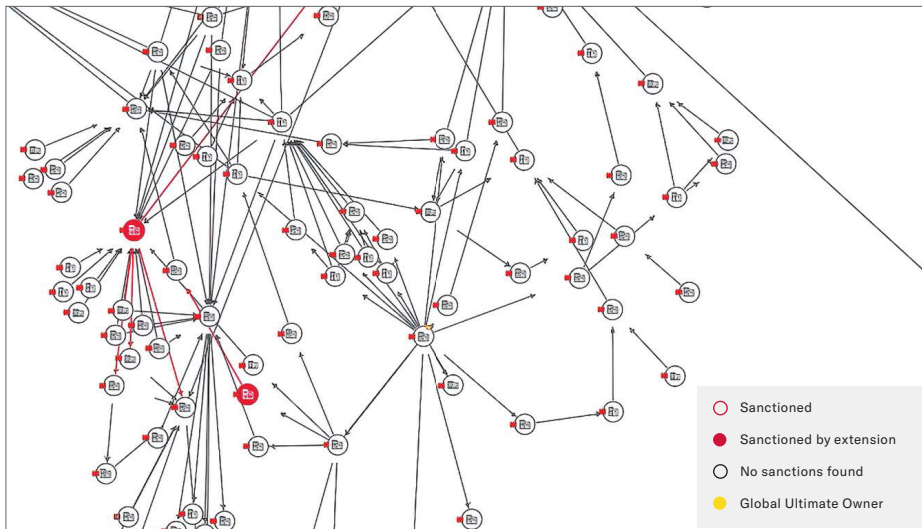 Sanctioned
Sanctioned by extension
No sanctions found
Global Ultimate Owner